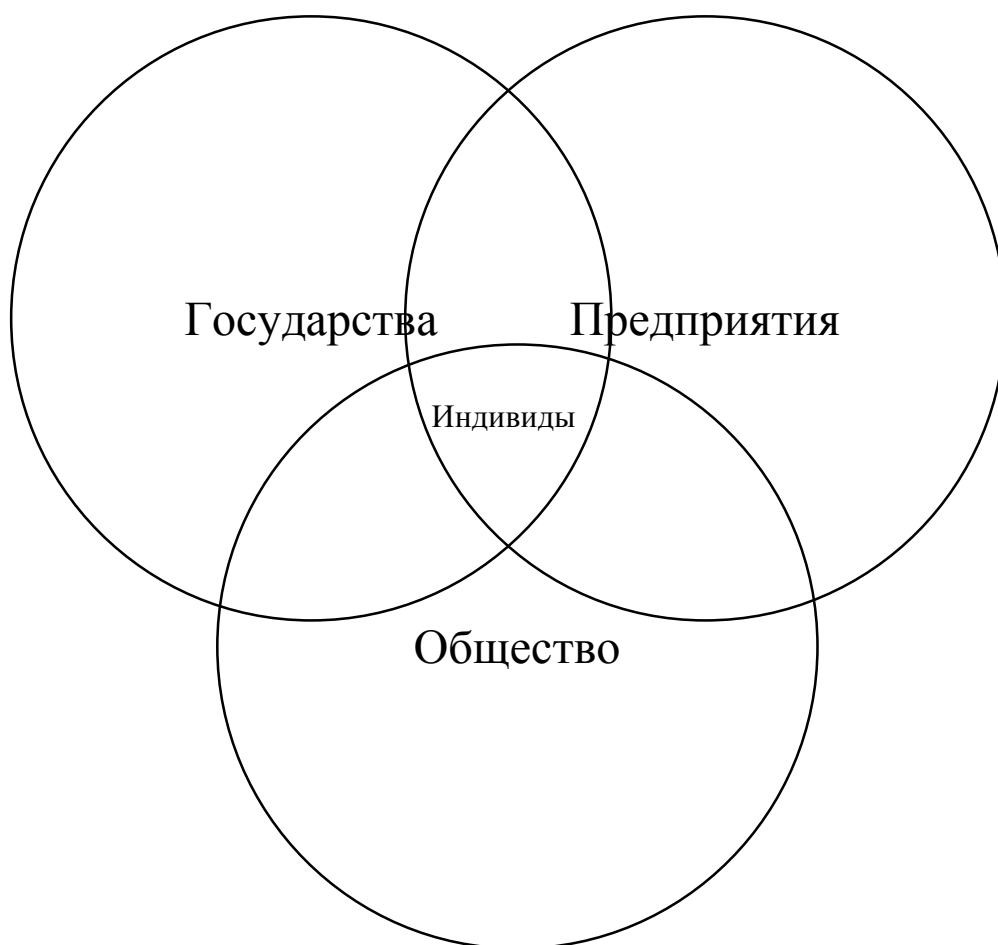 Государства
Предприятия
Индивиды
Общество